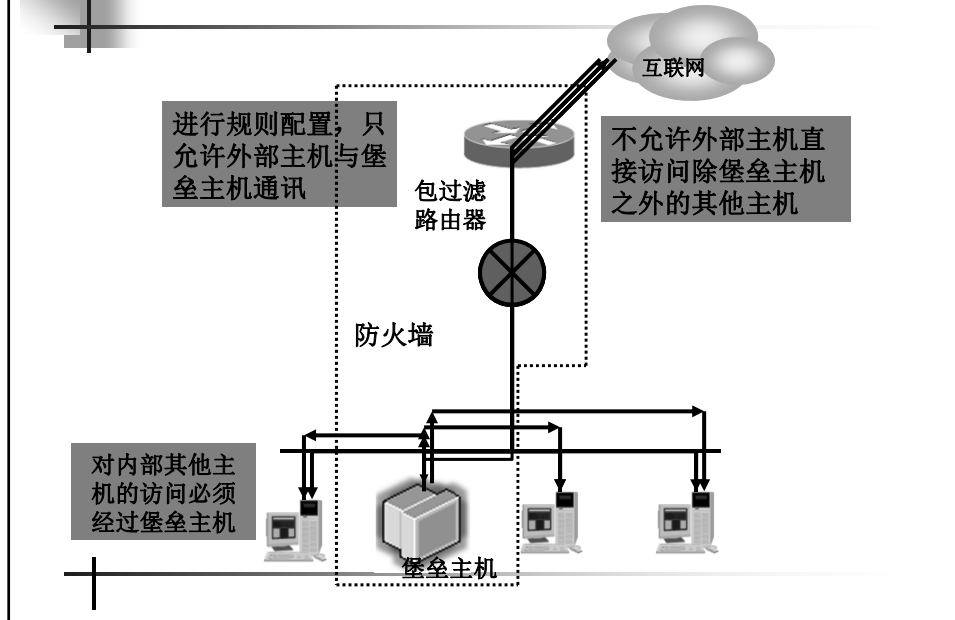 互联网
进行规则配置，只
允许外部主机与堡
垒主机通讯
不允许外部主机直
接访问除堡垒主机
之外的其他主机
包过滤
路由器
防火墙
对内部其他主
机的访问必须
经过堡垒主机
堡垒主机